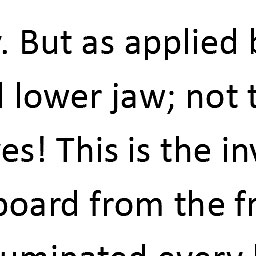 . But as applied
lower jaw; not
es! This is the inv
board from the fr
uminated every